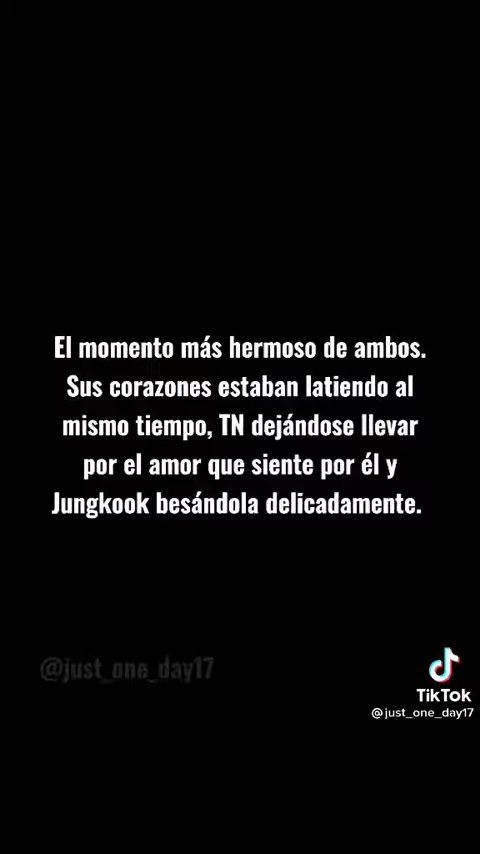 El momento más hermoso de ambos.
Sus corazones estaban latiendo al
mismo tiempo, TN dejándose llevar
por el amor que siente por él y
Jungkook besándola delicadamente.
@just_one_day17
TikTok
@just_one_day17